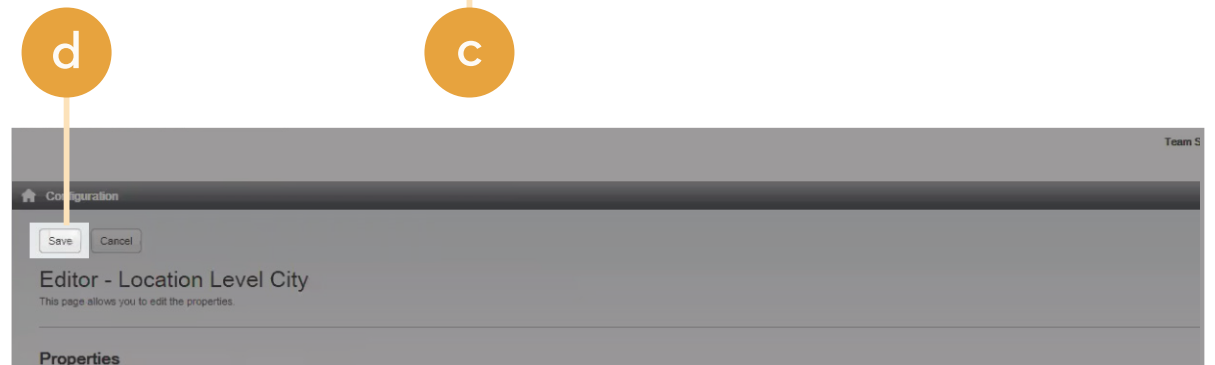 d
c
Team S
Configuration
Save Cancel
Editor - Location Level City
This page allows you to edit the properties.
Properties